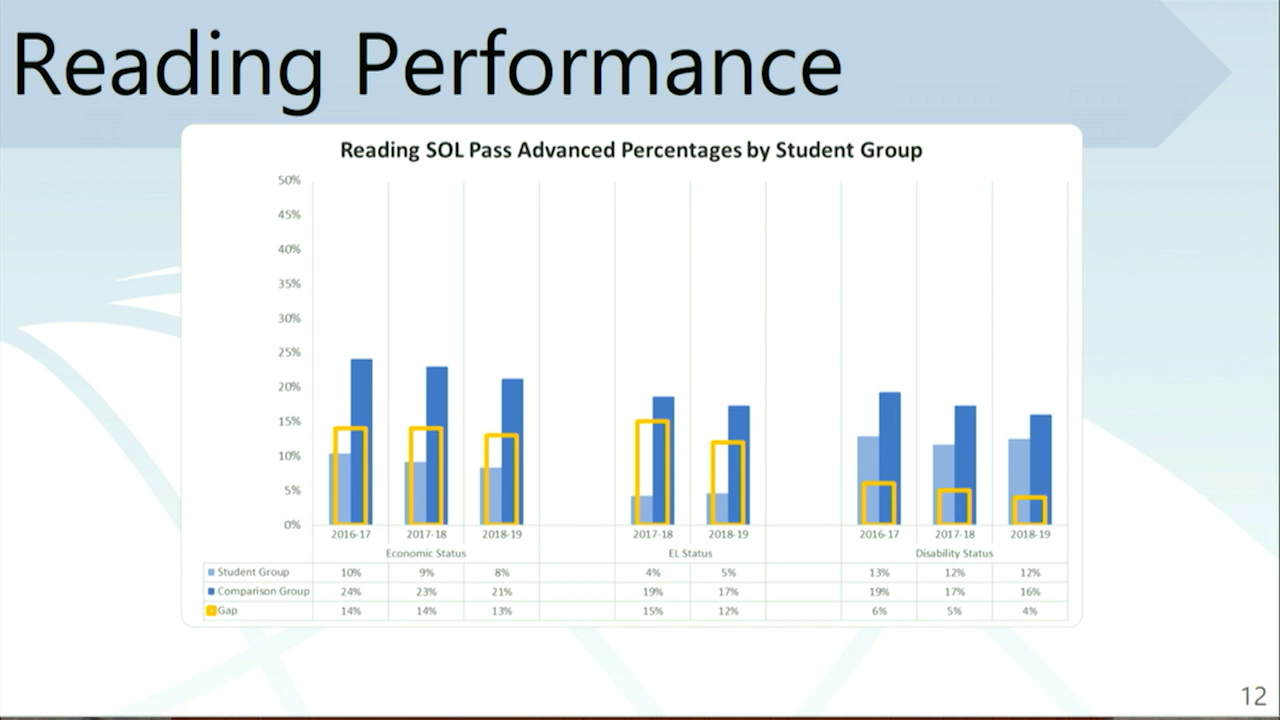 Reading Performance
Reading SOL Pass Advanced Percentages by Student Group
50%
45%
40%
35%
30%
25%
20%
15%
10%
5%
0%
2016-17 2017-18 2018-19 2017-18 2018-19 2016-17 2017-18 2018-19
Economic Status EL Status Disability Status
Student Group 10% 9% 8% 4% 5% 13% 12% 12%
Comparison Group 24% 23% 21% 19% 17% 19% 17% 16%
Gap 14% 14% 13% 15% 12% 6% 5% 4%
12